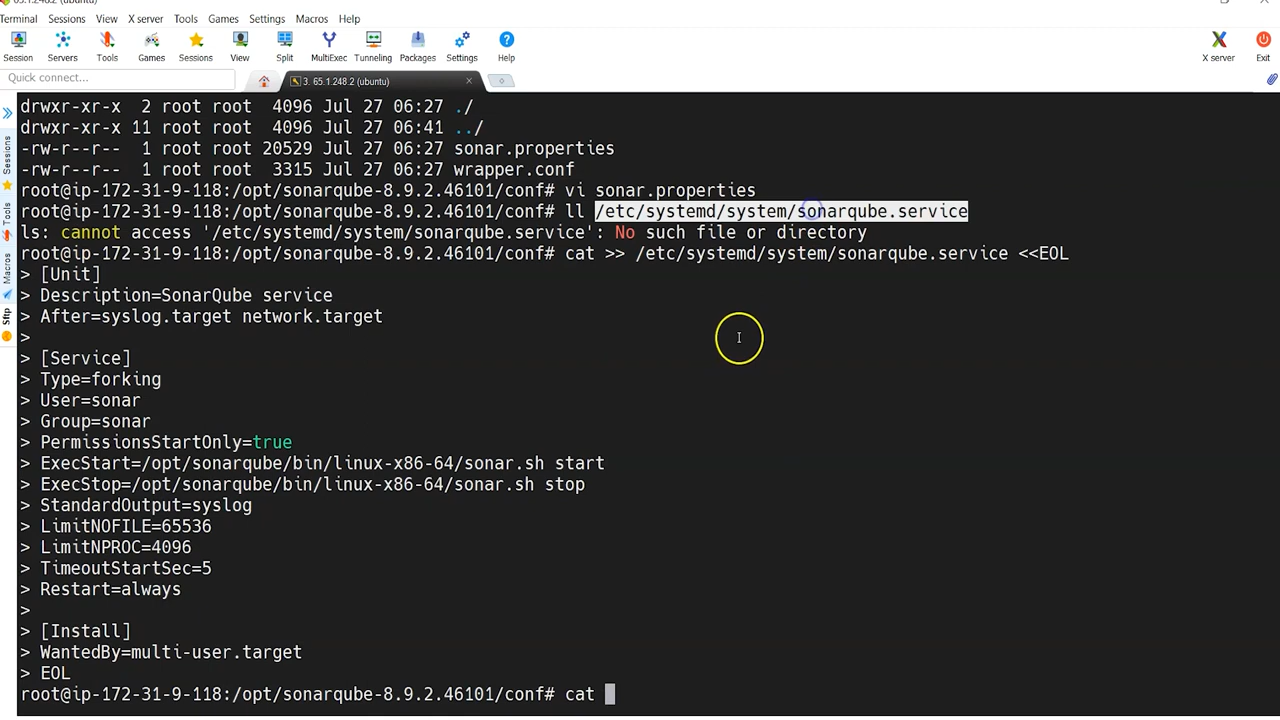 65.1.248.2 (ubuntu)
Terminal Sessions View X server Tools Games Settings Macros Help
Session Servers Tools Games Sessions View Split MultiExec Tunneling Packages Settings Help X server Exit
Quick connect...
3. 65.1.248.2 (ubuntu)
Sessions
Tools
Macros
Sftp
drwxr-xr-x  2 root root  4096 Jul 27 06:27 ./
drwxr-xr-x 11 root root  4096 Jul 27 06:41 ../
-rw-r--r--  1 root root 20529 Jul 27 06:27 sonar.properties
-rw-r--r--  1 root root  3315 Jul 27 06:27 wrapper.conf
root@ip-172-31-9-118:/opt/sonarqube-8.9.2.46101/conf# vi sonar.properties
root@ip-172-31-9-118:/opt/sonarqube-8.9.2.46101/conf# ll /etc/systemd/system/sonarqube.service
ls: cannot access '/etc/systemd/system/sonarqube.service': No such file or directory
root@ip-172-31-9-118:/opt/sonarqube-8.9.2.46101/conf# cat >> /etc/systemd/system/sonarqube.service <<EOL
> [Unit]
> Description=SonarQube service
> After=syslog.target network.target
>
> [Service]
> Type=forking
> User=sonar
> Group=sonar
> PermissionsStartOnly=true
> ExecStart=/opt/sonarqube/bin/linux-x86-64/sonar.sh start
> ExecStop=/opt/sonarqube/bin/linux-x86-64/sonar.sh stop
> StandardOutput=syslog
> LimitNOFILE=65536
> LimitNPROC=4096
> TimeoutStartSec=5
> Restart=always
>
> [Install]
> WantedBy=multi-user.target
> EOL
root@ip-172-31-9-118:/opt/sonarqube-8.9.2.46101/conf# cat